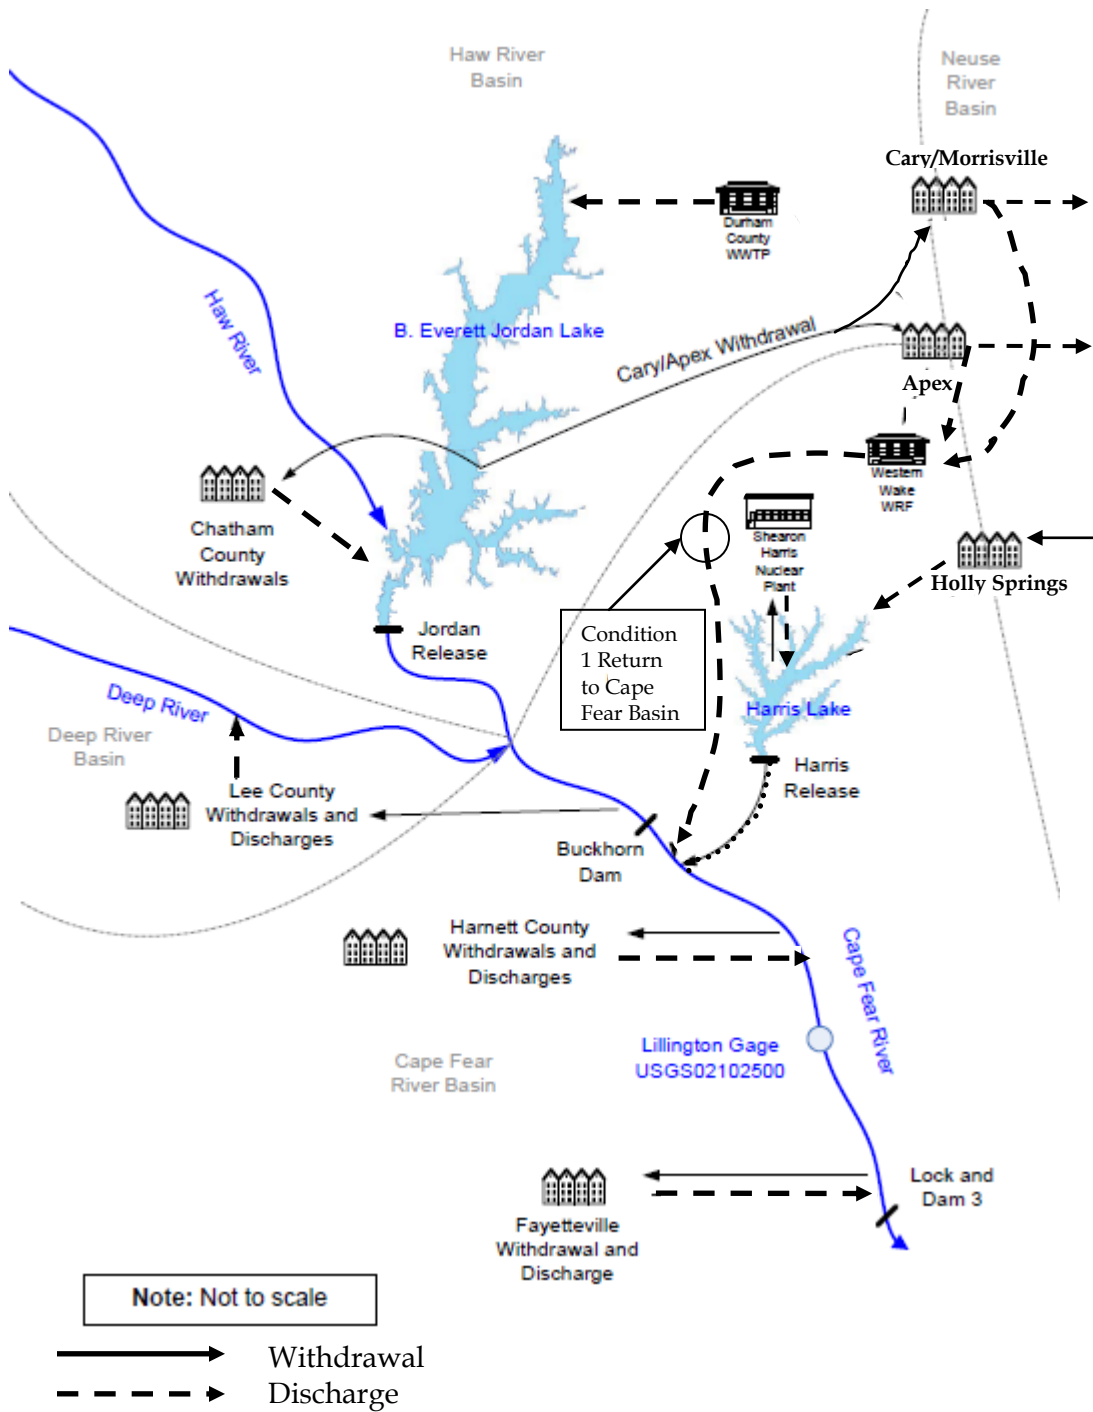 Haw River
Basin
Neuse
River
Basin
Cary/Morrisville
Durham
County
WWTP
Haw River
B. Everett Jordan Lake
Cary/Apex Withdrawal
Apex
Western
Wake
WRF
Chatham
County
Withdrawals
Shearon
Harris
Nuclear
Plant
Holly Springs
Condition
1 Return
to Cape
Fear Basin
Jordan
Release
Deep River
Harris Lake
Deep River
Basin
Harris
Release
Lee County
Withdrawals and
Discharges
Buckhorn
Dam
Harnett County
Withdrawals and
Discharges
Cape Fear River
Lillington Gage
USGS02102500
Cape Fear
River Basin
Lock and
Dam 3
Fayetteville
Withdrawal and
Discharge
Note: Not to scale
Withdrawal
Discharge